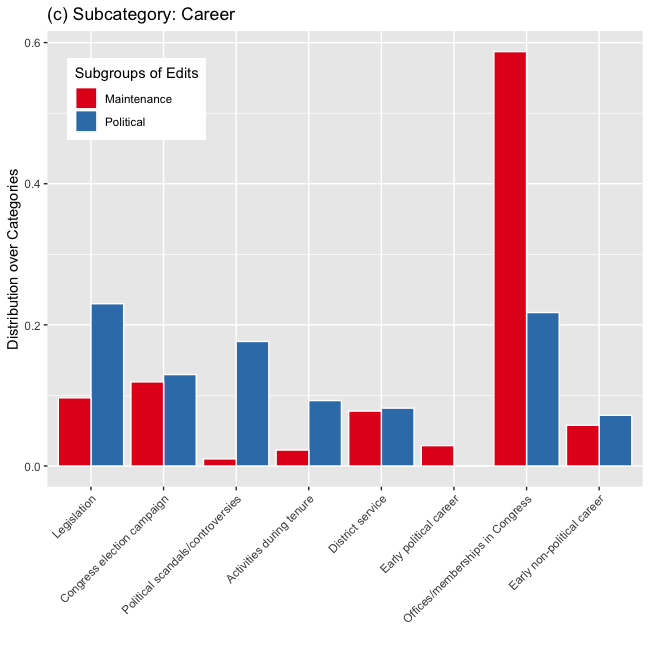 (c) Subcategory: Career
Subgroups of Edits
Maintenance
Political
Distribution over Categories
0.6
0.4
0.2
0.0
Legislation
Congress election campaign
Political scandals/controversies
Activities during tenure
District service
Early political career
Offices/memberships in Congress
Early non-political career